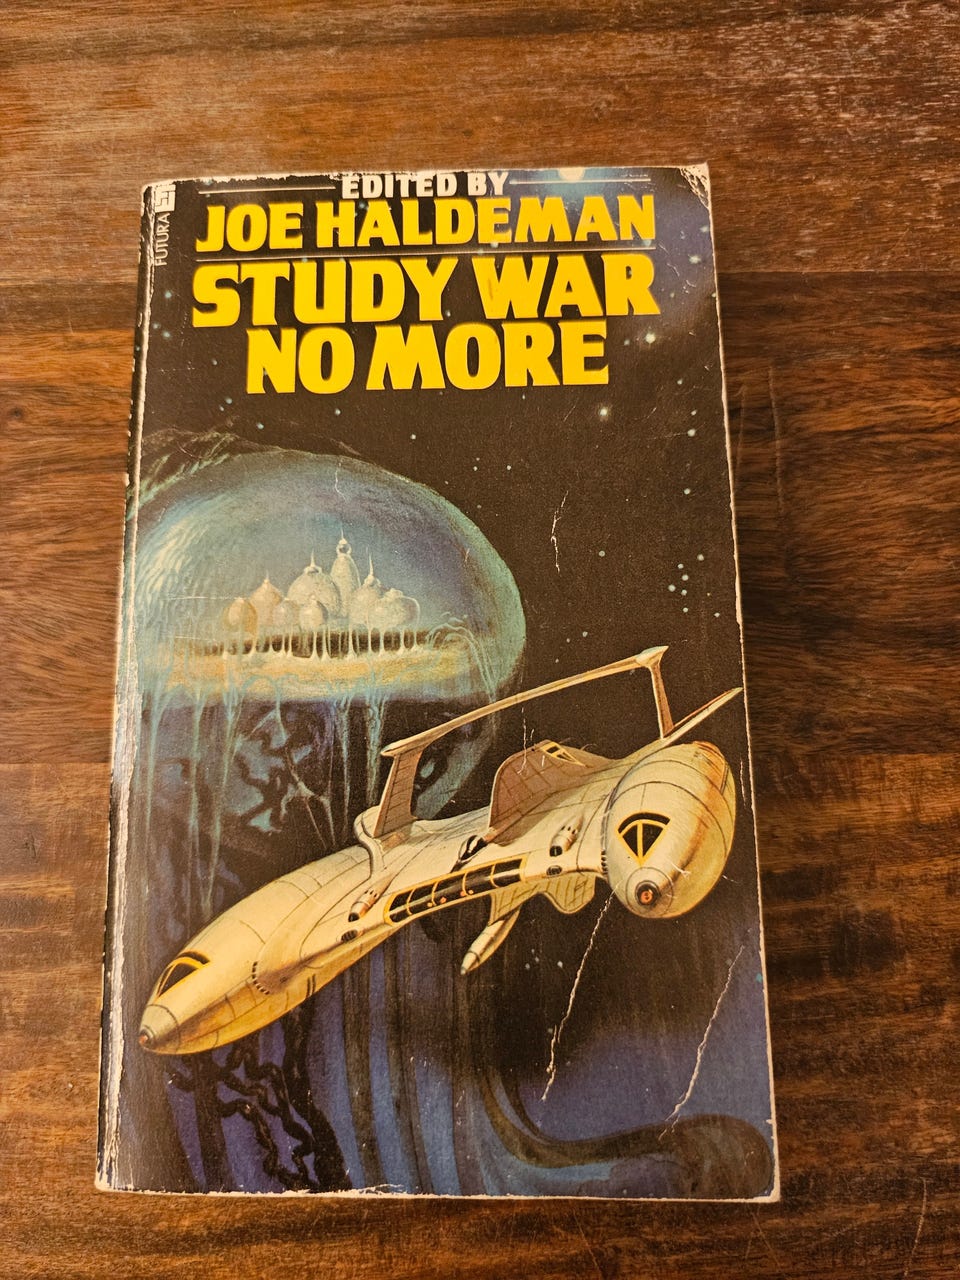 EDITED BY
JOE HALDEMAN
STUDY WAR
NO MORE
FUTURA